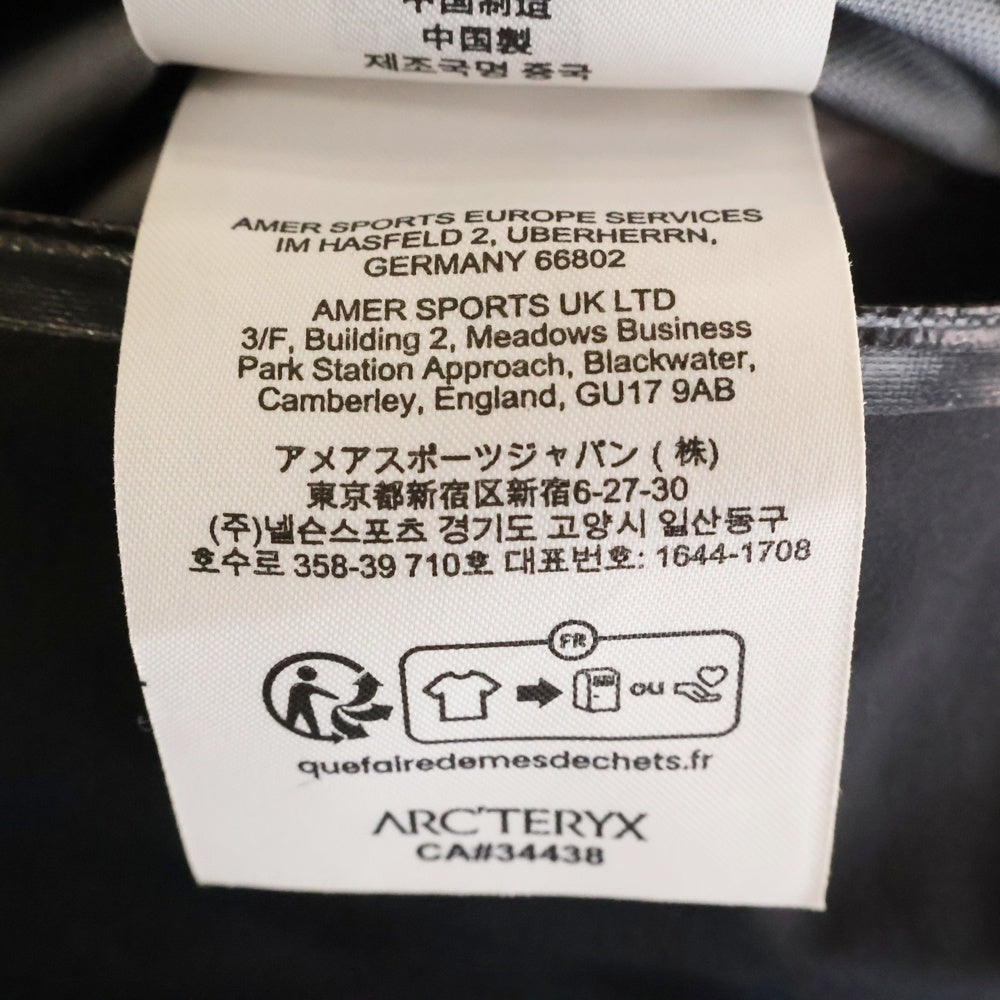 中国制造
中国製
제조국명 중국
AMER SPORTS EUROPE SERVICES
IM HASFELD 2, UBERHERRN,
GERMANY 66802
AMER SPORTS UK LTD
3/F, Building 2, Meadows Business
Park Station Approach, Blackwater,
Camberley, England, GU17 9AB
アメアスポーツジャパン ( 株)
東京都新宿区新宿6-27-30
(주)넬슨스포츠 경기도 고양시 일산동구
호수로 358-39 710호 대표번호: 1644-1708
FR
ou
quefairedemesdechets.fr
ARC'TERYX
CA#34438